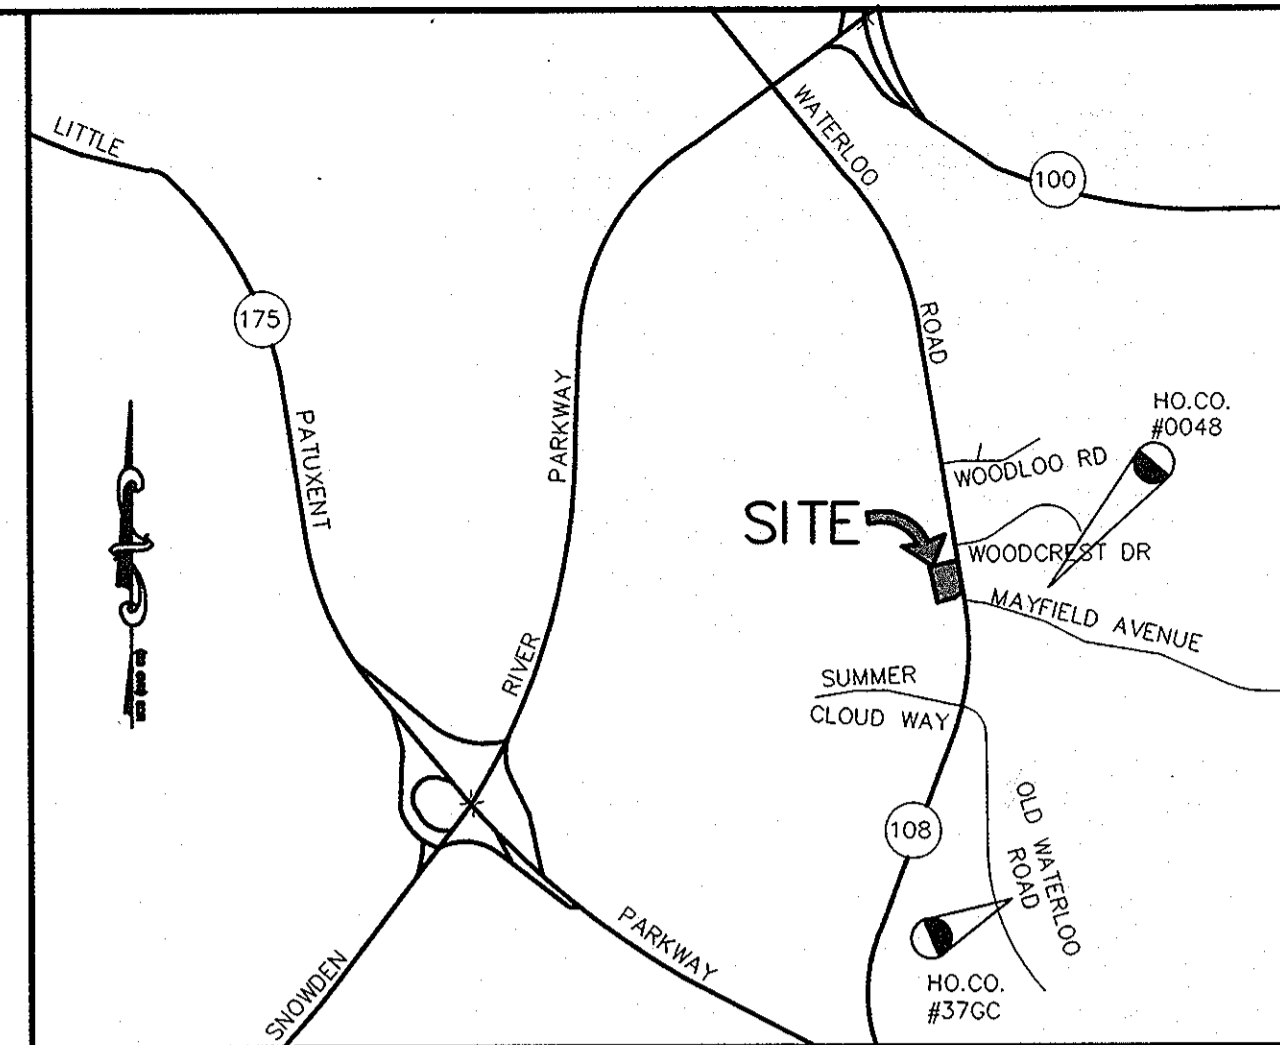 LITTLE
WATERLOO
100
175
ROAD
PARKWAY
HO.CO.
#0048
PATUXENT
WOODLOO RD
SITE
WOODCREST DR
MAYFIELD AVENUE
RIVER
SUMMER
CLOUD WAY
OLD WATERLOO
ROAD
108
PARKWAY
SNOWDEN
HO.CO.
#37GC